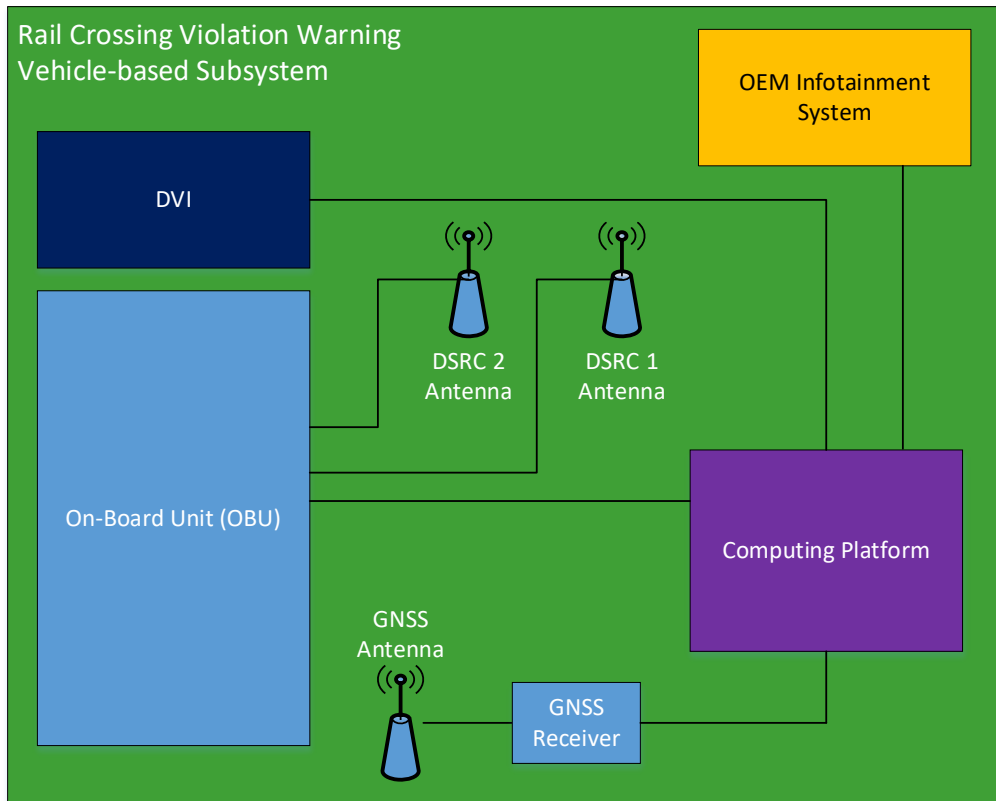 Rail Crossing Violation Warning
Vehicle-based Subsystem
OEM Infotainment
System
DVI
DSRC 2
Antenna
DSRC 1
Antenna
On-Board Unit (OBU)
Computing Platform
GNSS
Antenna
GNSS
Receiver